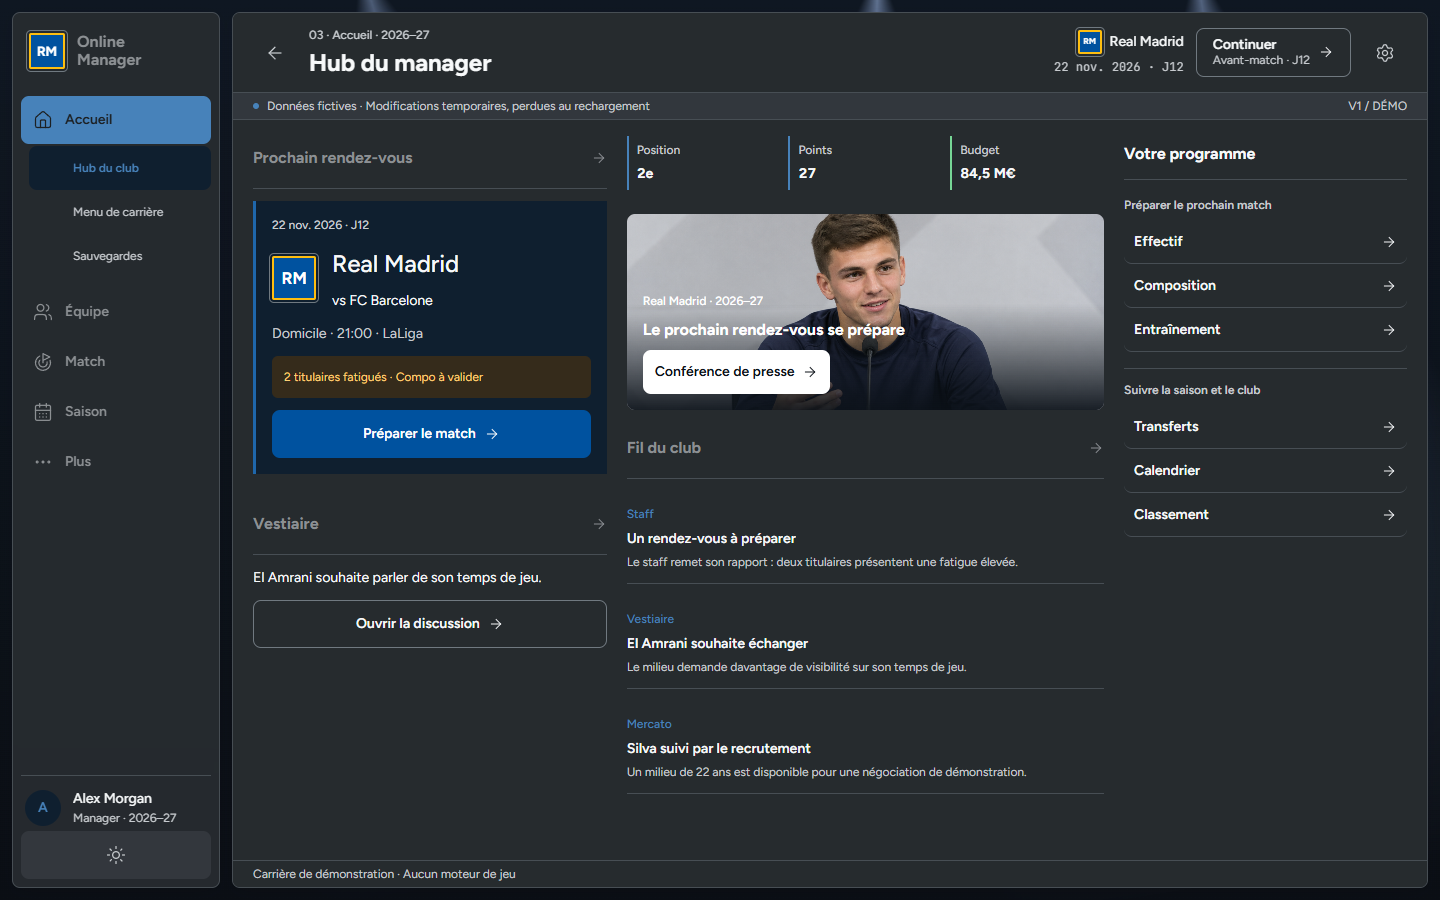 RM
Online
Manager
Accueil
Hub du club
Menu de carrière
Sauvegardes
Équipe
Match
Saison
Plus
A
Alex Morgan
Manager · 2026–27
03 · Accueil · 2026–27
Hub du manager
RM
Real Madrid
22 nov. 2026 · J12
Continuer
Avant-match · J12
Données fictives · Modifications temporaires, perdues au rechargement
V1 / DÉMO
Prochain rendez-vous
22 nov. 2026 · J12
RM
Real Madrid
vs FC Barcelone
Domicile · 21:00 · LaLiga
2 titulaires fatigués · Compo à valider
Préparer le match
Vestiaire
El Amrani souhaite parler de son temps de jeu.
Ouvrir la discussion
Position
2e
Points
27
Budget
84,5 M€
Real Madrid · 2026–27
Le prochain rendez-vous se prépare
Conférence de presse
Fil du club
Staff
Un rendez-vous à préparer
Le staff remet son rapport : deux titulaires présentent une fatigue élevée.
Vestiaire
El Amrani souhaite échanger
Le milieu demande davantage de visibilité sur son temps de jeu.
Mercato
Silva suivi par le recrutement
Un milieu de 22 ans est disponible pour une négociation de démonstration.
Votre programme
Préparer le prochain match
Effectif
Composition
Entraînement
Suivre la saison et le club
Transferts
Calendrier
Classement
Carrière de démonstration · Aucun moteur de jeu